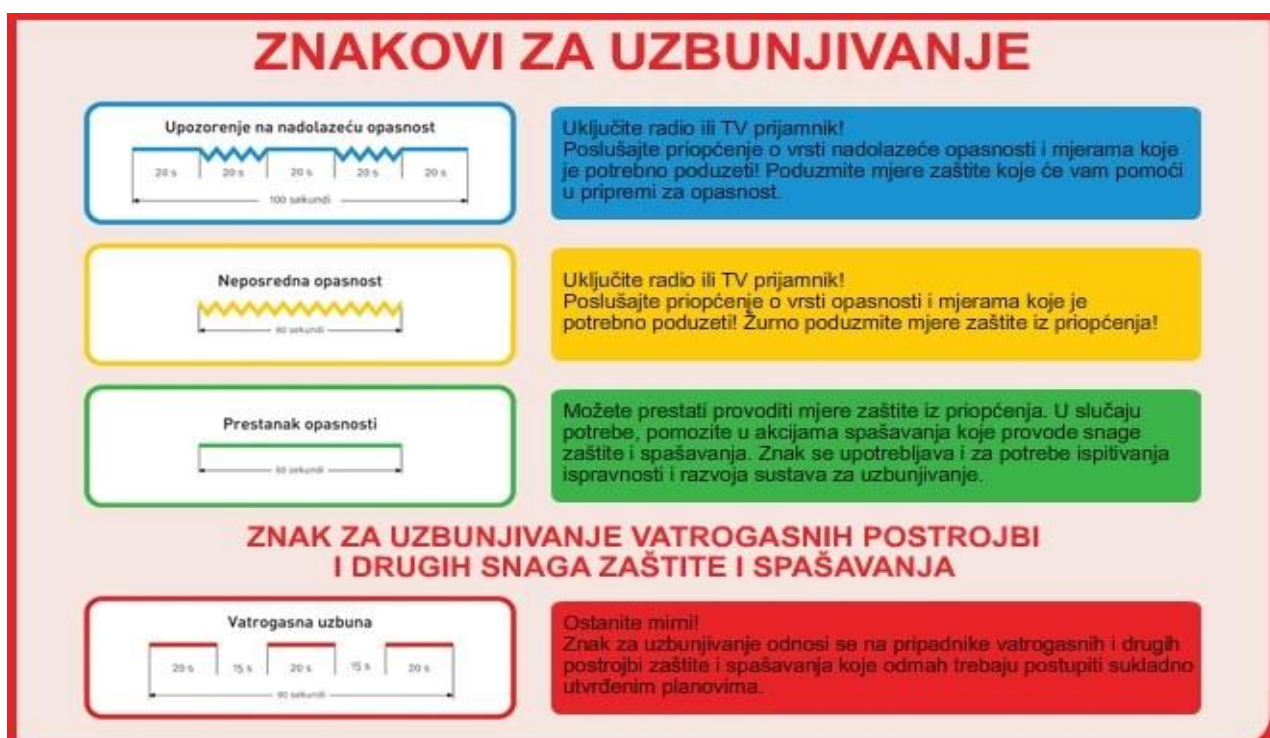 ZNAKOVI ZA UZBUNJIVANJE
Upozorenje na nadolazeću opasnost
20 s 20 s 20 s 20 s 20 s
100 sekundi
Uključite radio ili TV prijamnik!
Poslušajte priopćenje o vrsti nadolazeće opasnosti i mjerama koje
je potrebno poduzeti! Poduzmite mjere zaštite koje će vam pomoći
u pripremi za opasnost.
Neposredna opasnost
60 sekundi
Uključite radio ili TV prijamnik!
Poslušajte priopćenje o vrsti opasnosti i mjerama koje je
potrebno poduzeti! Žurno poduzmite mjere zaštite iz priopćenja!
Prestanak opasnosti
60 sekundi
Možete prestati provoditi mjere zaštite iz priopćenja. U slučaju
potrebe, pomozite u akcijama spašavanja koje provode snage
zaštite i spašavanja. Znak se upotrebljava i za potrebe ispitivanja
ispravnosti i razvoja sustava za uzbunjivanje.
ZNAK ZA UZBUNJIVANJE VATROGASNIH POSTROJBI
I DRUGIH SNAGA ZAŠTITE I SPAŠAVANJA
Vatrogasna uzbuna
20 s 15 s 20 s 15 s 20 s
90 sekundi
Ostanite mirni!
Znak za uzbunjivanje odnosi se na pripadnike vatrogasnih i drugih
postrojbi zaštite i spašavanja koje odmah trebaju postupiti sukladno
utvrđenim planovima.